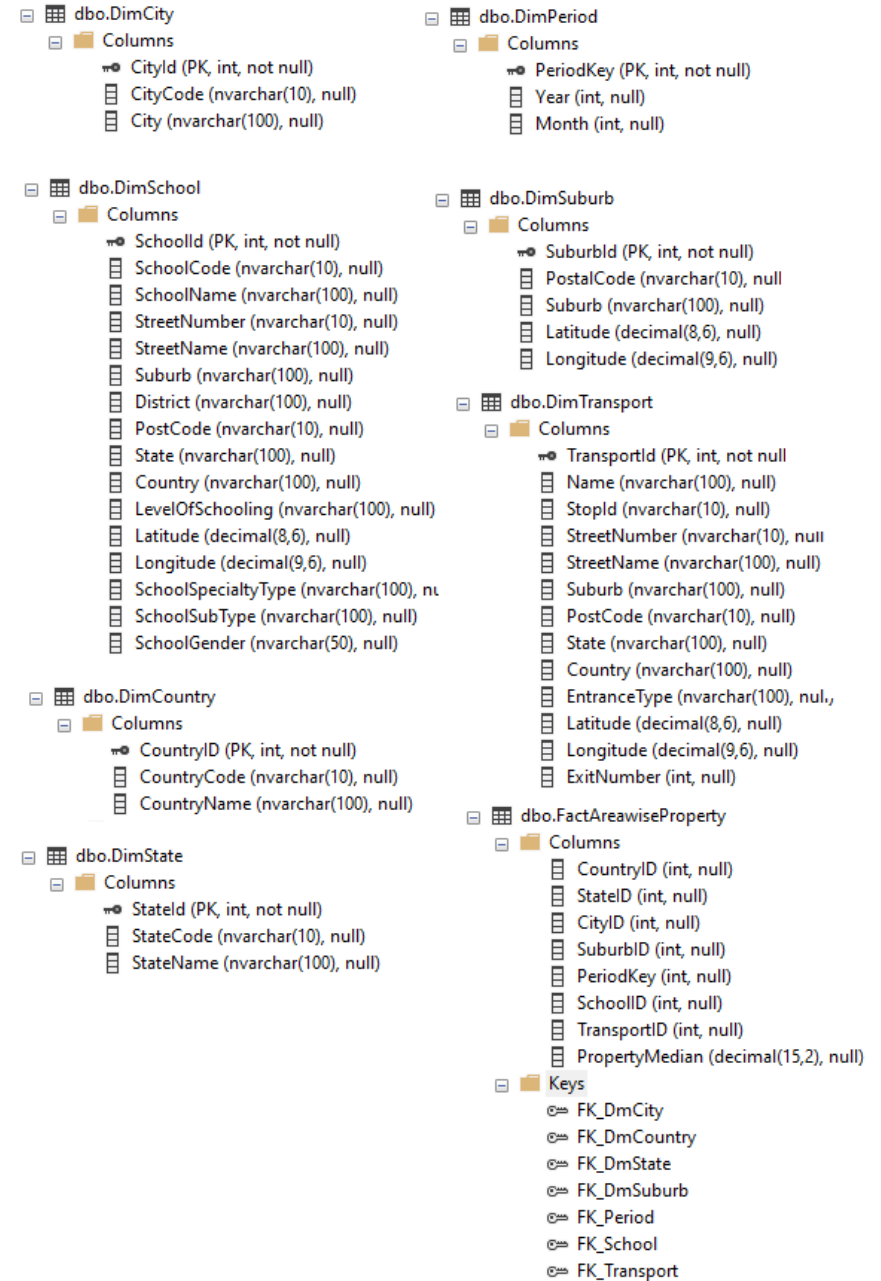 dbo.DimCity
Columns
CityId (PK, int, not null)
CityCode (nvarchar(10), null)
City (nvarchar(100), null)
dbo.DimPeriod
Columns
PeriodKey (PK, int, not null)
Year (int, null)
Month (int, null)
dbo.DimSchool
Columns
SchoolId (PK, int, not null)
SchoolCode (nvarchar(10), null)
SchoolName (nvarchar(100), null)
StreetNumber (nvarchar(10), null)
StreetName (nvarchar(100), null)
Suburb (nvarchar(100), null)
District (nvarchar(100), null)
PostCode (nvarchar(10), null)
State (nvarchar(100), null)
Country (nvarchar(100), null)
LevelOfSchooling (nvarchar(100), null)
Latitude (decimal(8,6), null)
Longitude (decimal(9,6), null)
SchoolSpecialtyType (nvarchar(100), nu
SchoolSubType (nvarchar(100), null)
SchoolGender (nvarchar(50), null)
dbo.DimSuburb
Columns
SuburbId (PK, int, not null)
PostalCode (nvarchar(10), null
Suburb (nvarchar(100), null)
Latitude (decimal(8,6), null)
Longitude (decimal(9,6), null)
dbo.DimTransport
Columns
TransportId (PK, int, not null
Name (nvarchar(100), null)
StopId (nvarchar(10), null)
StreetNumber (nvarchar(10), null
StreetName (nvarchar(100), null)
Suburb (nvarchar(100), null)
PostCode (nvarchar(10), null)
State (nvarchar(100), null)
Country (nvarchar(100), null)
EntranceType (nvarchar(100), null,
Latitude (decimal(8,6), null)
Longitude (decimal(9,6), null)
ExitNumber (int, null)
dbo.DimCountry
Columns
CountryID (PK, int, not null)
CountryCode (nvarchar(10), null)
CountryName (nvarchar(100), null)
dbo.DimState
Columns
StateId (PK, int, not null)
StateCode (nvarchar(10), null)
StateName (nvarchar(100), null)
dbo.FactAreawiseProperty
Columns
CountryID (int, null)
StateID (int, null)
CityID (int, null)
SuburbID (int, null)
PeriodKey (int, null)
SchoolID (int, null)
TransportID (int, null)
PropertyMedian (decimal(15,2), null)
Keys
FK_DmCity
FK_DmCountry
FK_DmState
FK_DmSuburb
FK_Period
FK_School
FK_Transport